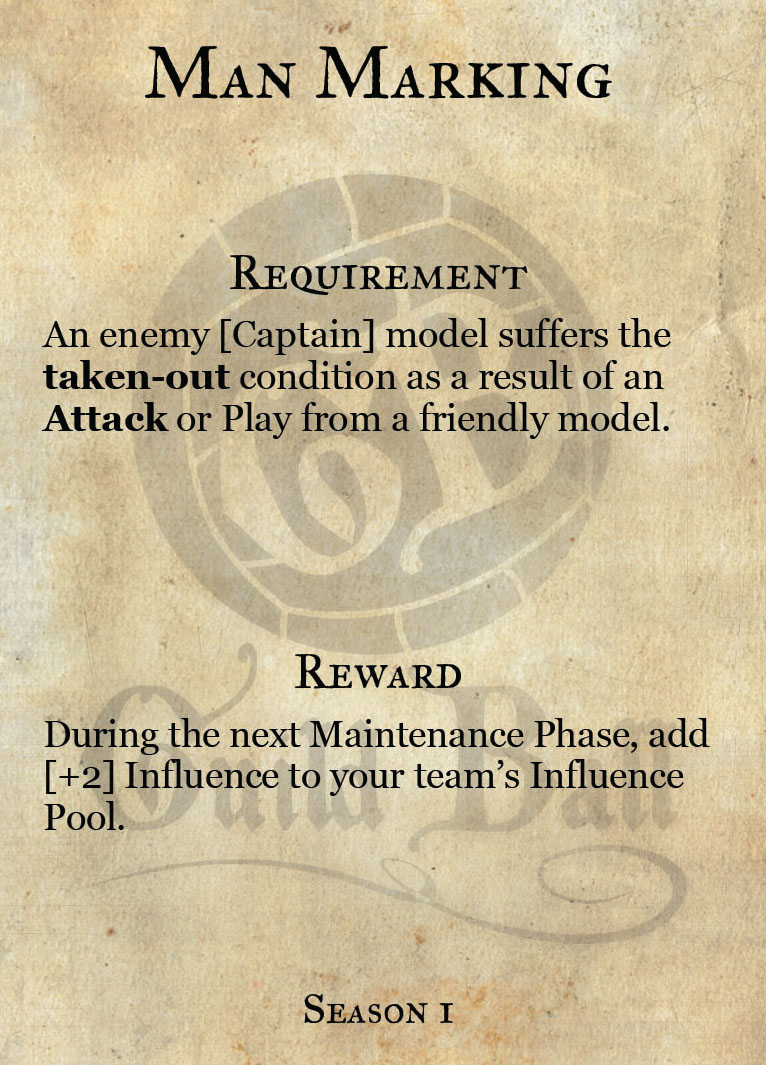 Man Marking
Requirement
An enemy [Captain] model suffers the
taken-out condition as a result of an
Attack or Play from a friendly model.
Reward
During the next Maintenance Phase, add
[+2] Influence to your team’s Influence
Pool.
Guild Ball
Season 1